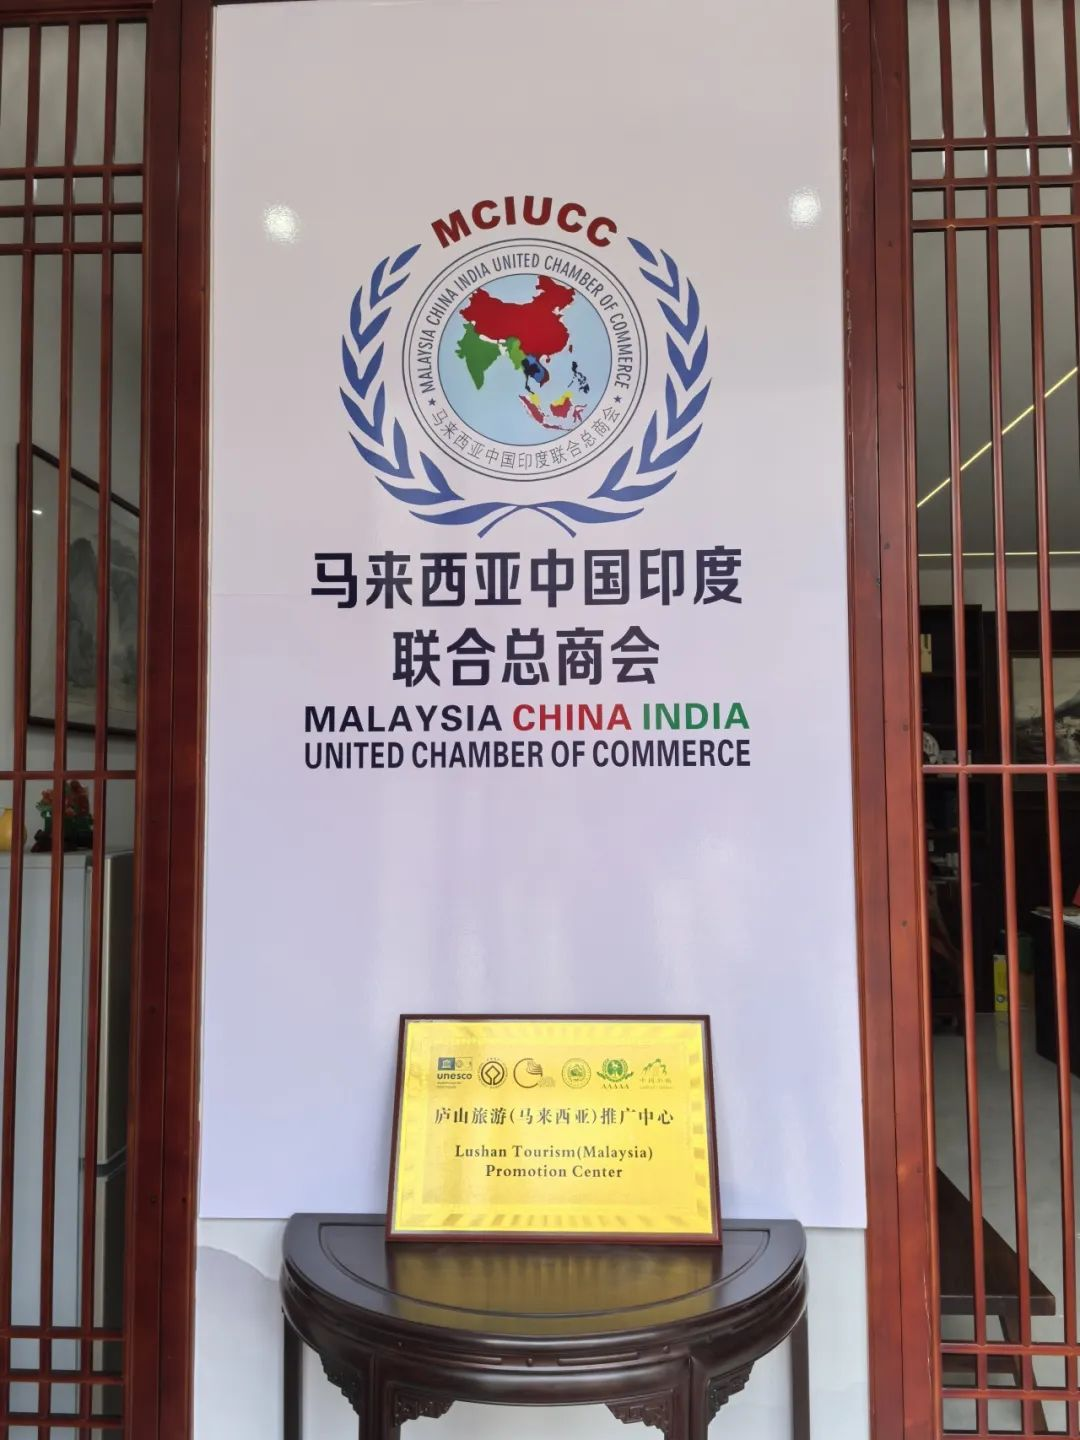 MCIUCC
MALAYSIA CHINA INDIA UNITED CHAMBER OF COMMERCE
马来西亚中国印度联合总商会
马来西亚中国印度
联合总商会
MALAYSIA CHINA INDIA
UNITED CHAMBER OF COMMERCE
unesco
AAAAA
庐山旅游(马来西亚)推广中心
Lushan Tourism(Malaysia)
Promotion Center